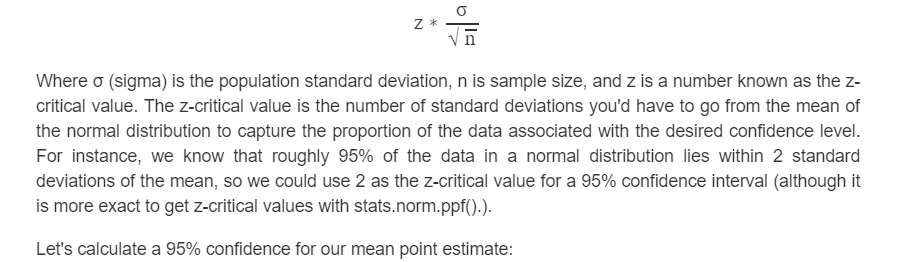 z * σ / √n
Where σ (sigma) is the population standard deviation, n is sample size, and z is a number known as the z-
critical value. The z-critical value is the number of standard deviations you'd have to go from the mean of
the normal distribution to capture the proportion of the data associated with the desired confidence level.
For instance, we know that roughly 95% of the data in a normal distribution lies within 2 standard
deviations of the mean, so we could use 2 as the z-critical value for a 95% confidence interval (although it
is more exact to get z-critical values with stats.norm.ppf().).
Let's calculate a 95% confidence for our mean point estimate: